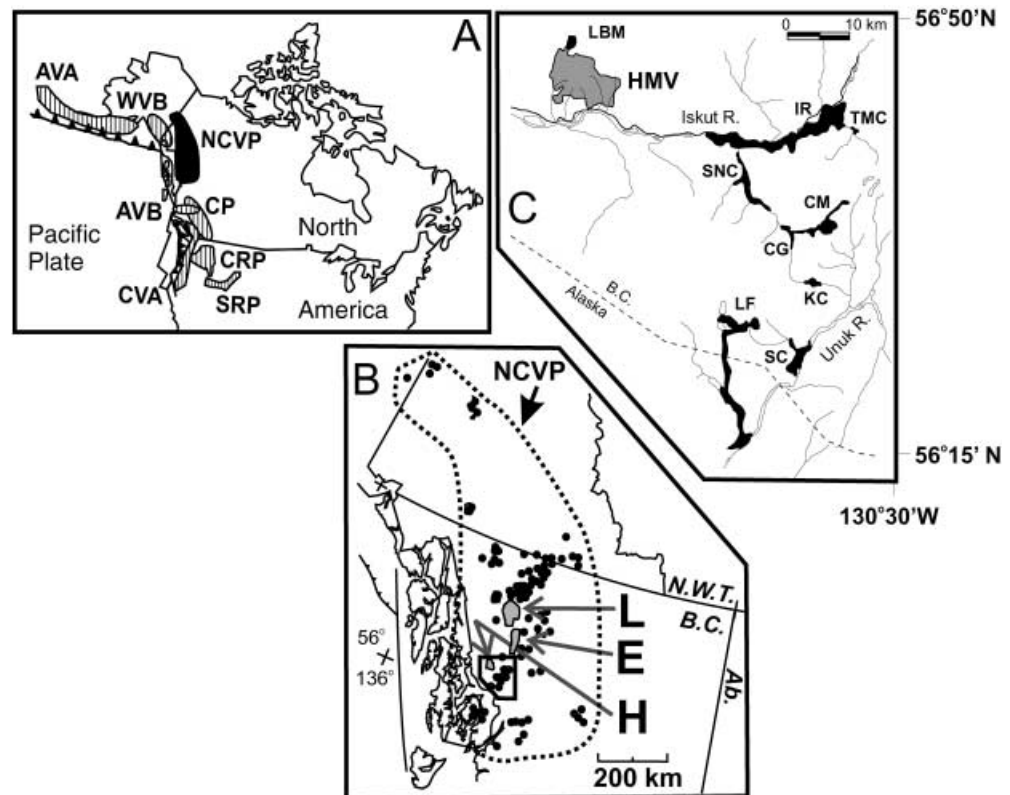 A
AVA
WVB
NCVP
AVB
CP
Pacific
Plate
North
CRP
CVA
SRP
America
56°50' N
0 10 km
LBM
HMV
Iskut R.
IR
TMC
SNC
C
CM
CG
KC
B.C.
Alaska
LF
SC
Unuk R.
56°15' N
130°30'W
B
NCVP
N.W.T.
B.C.
L
E
H
56°
136°
Ab.
200 km